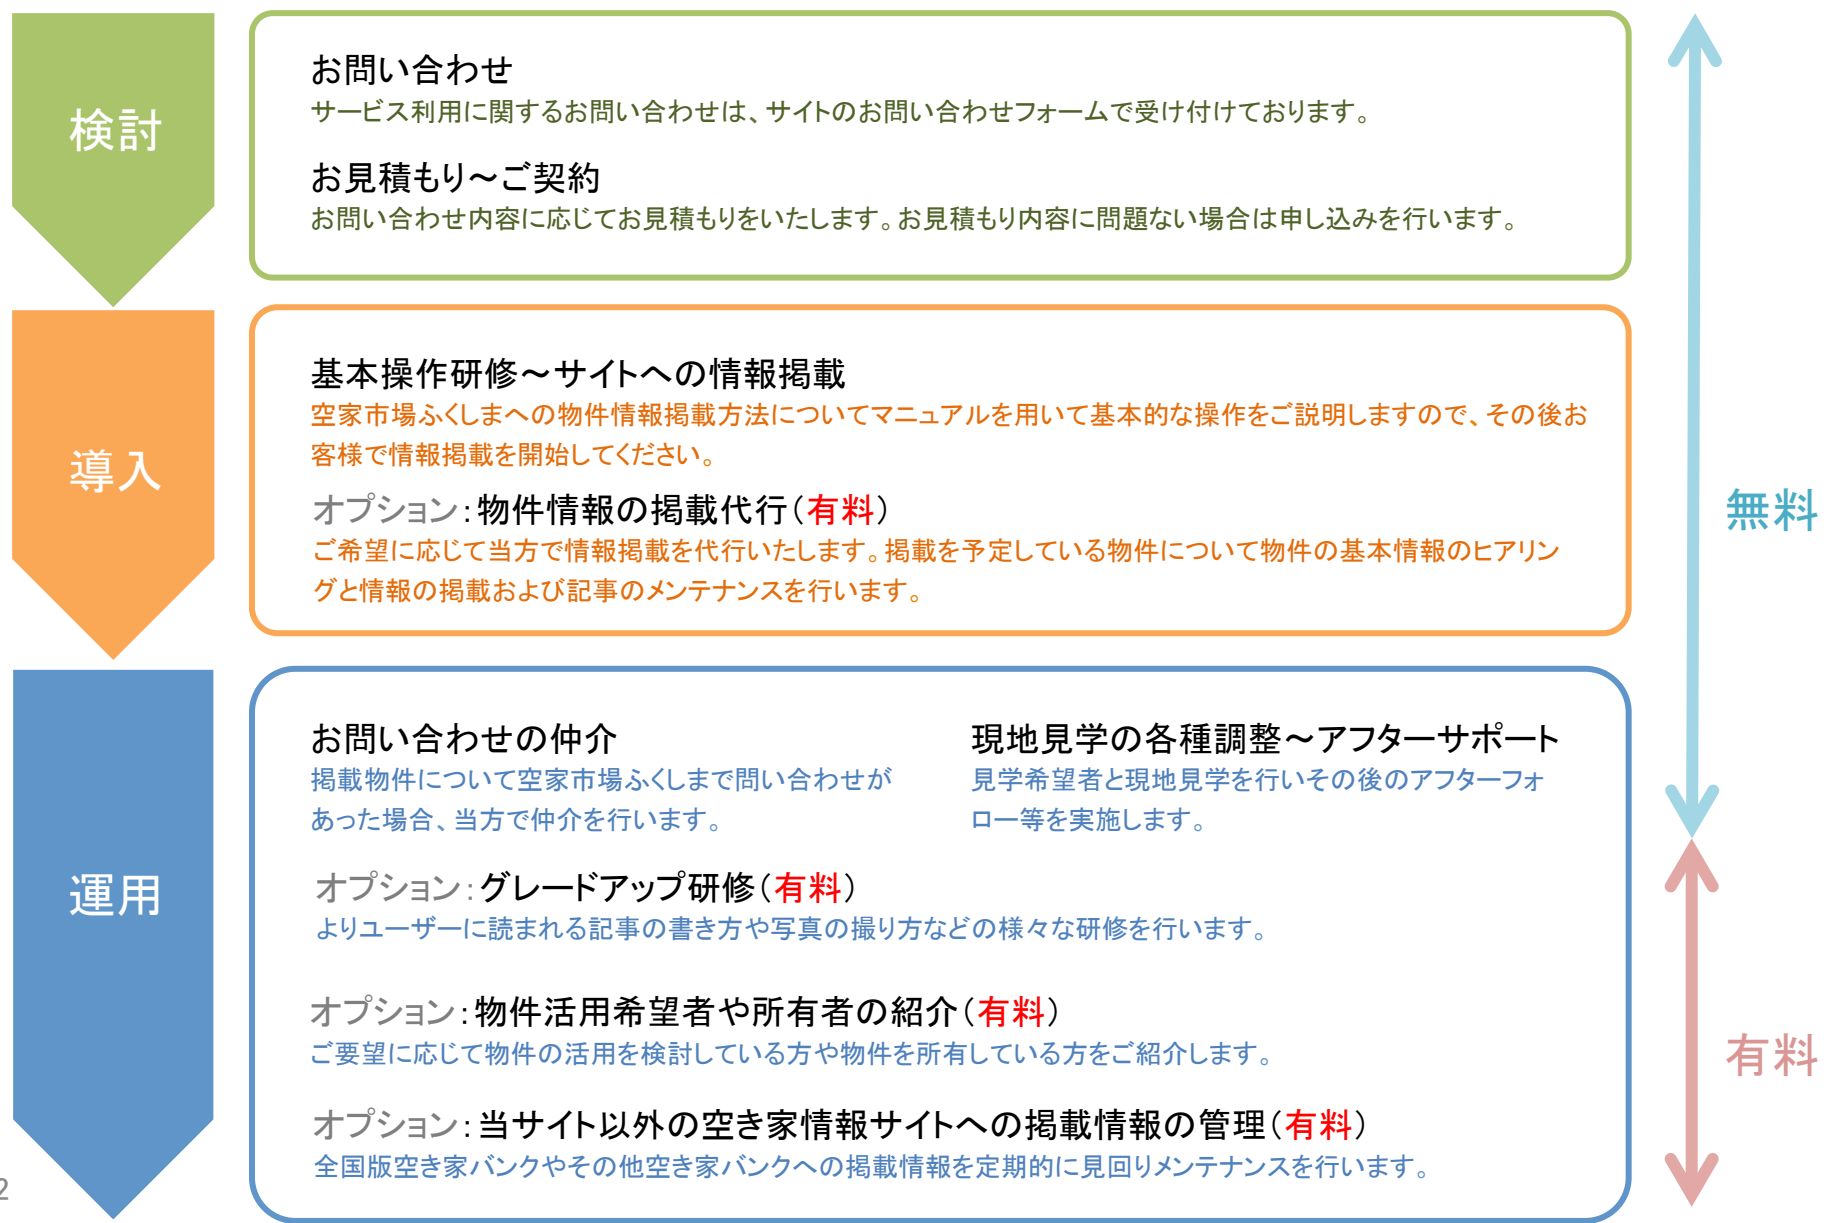 検討
お問い合わせ
サービス利用に関するお問い合わせは、サイトのお問い合わせフォームで受け付けております。
お見積もり～ご契約
お問い合わせ内容に応じてお見積もりをいたします。お見積もり内容に問題ない場合は申し込みを行います。
導入
基本操作研修～サイトへの情報掲載
空家市場ふくしまへの物件情報掲載方法についてマニュアルを用いて基本的な操作をご説明しますので、その後お
客様で情報掲載を開始してください。
オプション：物件情報の掲載代行（有料）
ご希望に応じて当方で情報掲載を代行いたします。掲載を予定している物件について物件の基本情報のヒアリン
グと情報の掲載および記事のメンテナンスを行います。
無料
運用
お問い合わせの仲介
掲載物件について空家市場ふくしまで問い合わせが
あった場合、当方で仲介を行います。
現地見学の各種調整～アフターサポート
見学希望者と現地見学を行いその後のアフターフォ
ロー等を実施します。
オプション：グレードアップ研修（有料）
よりユーザーに読まれる記事の書き方や写真の撮り方などの様々な研修を行います。
オプション：物件活用希望者や所有者の紹介（有料）
ご要望に応じて物件の活用を検討している方や物件を所有している方をご紹介します。
オプション：当サイト以外の空き家情報サイトへの掲載情報の管理（有料）
全国版空き家バンクやその他空き家バンクへの掲載情報を定期的に見回りメンテナンスを行います。
有料
2